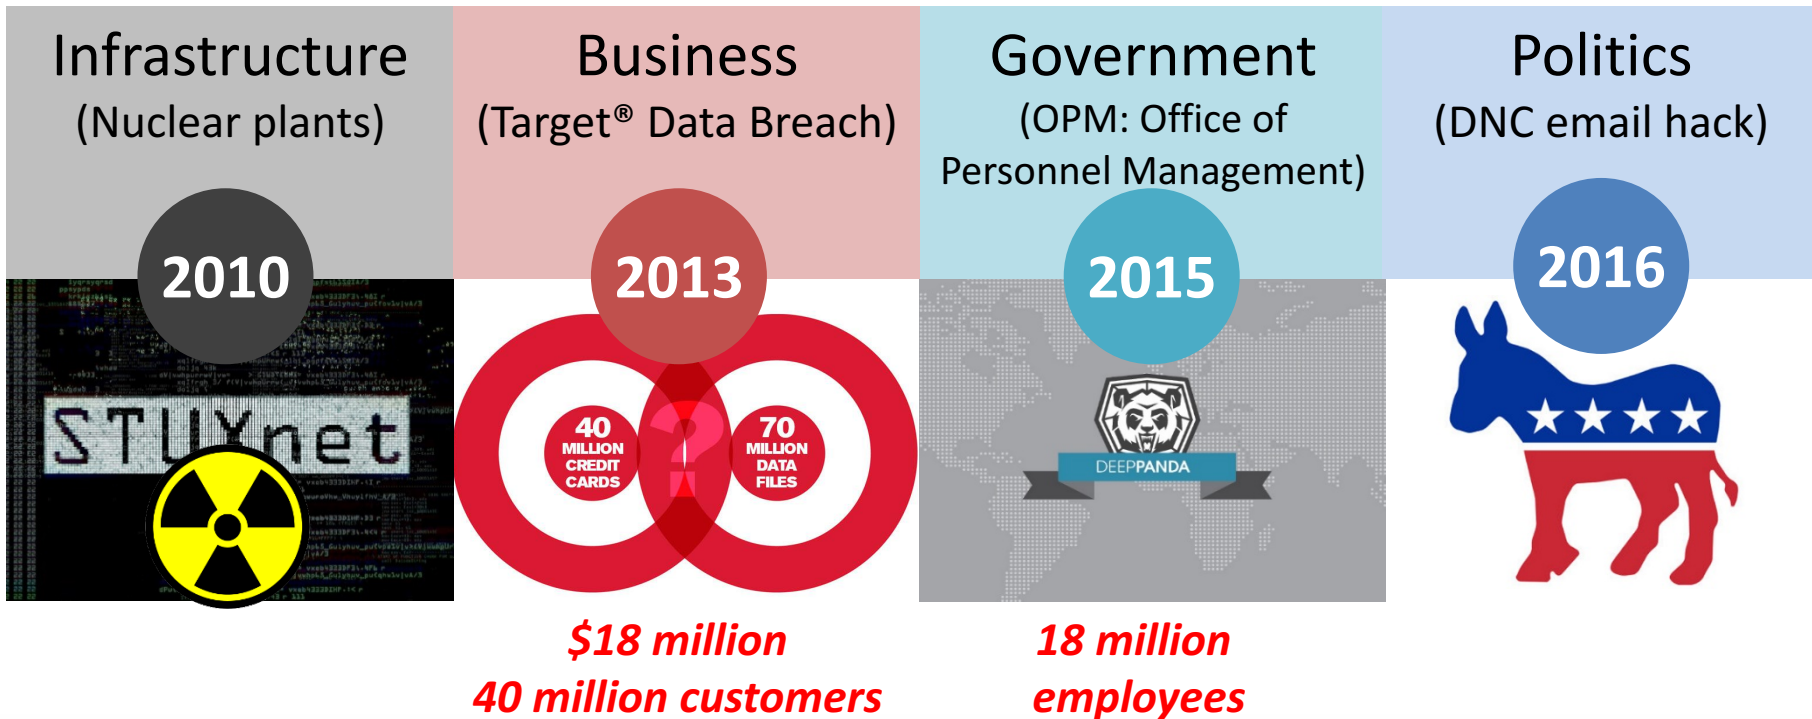 Infrastructure
(Nuclear plants)
2010
STUXnet
Business
(Target® Data Breach)
2013
40
MILLION
CREDIT
CARDS
?
70
MILLION
DATA
FILES
$18 million
40 million customers
Government
(OPM: Office of
Personnel Management)
2015
DEEPPANDA
18 million
employees
Politics
(DNC email hack)
2016